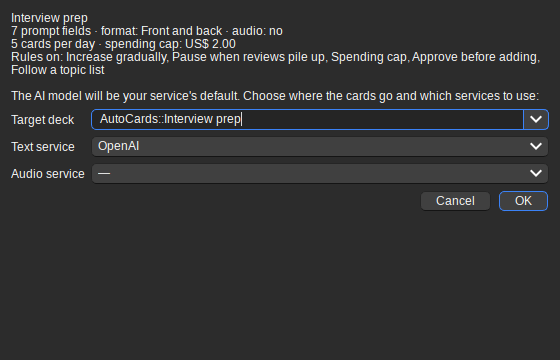 Interview prep
7 prompt fields · format: Front and back · audio: no
5 cards per day · spending cap: US$ 2.00
Rules on: Increase gradually, Pause when reviews pile up, Spending cap, Approve before adding,
Follow a topic list
The AI model will be your service's default. Choose where the cards go and which services to use:
Target deck AutoCards::Interview prep
Text service OpenAI
Audio service —
Cancel OK